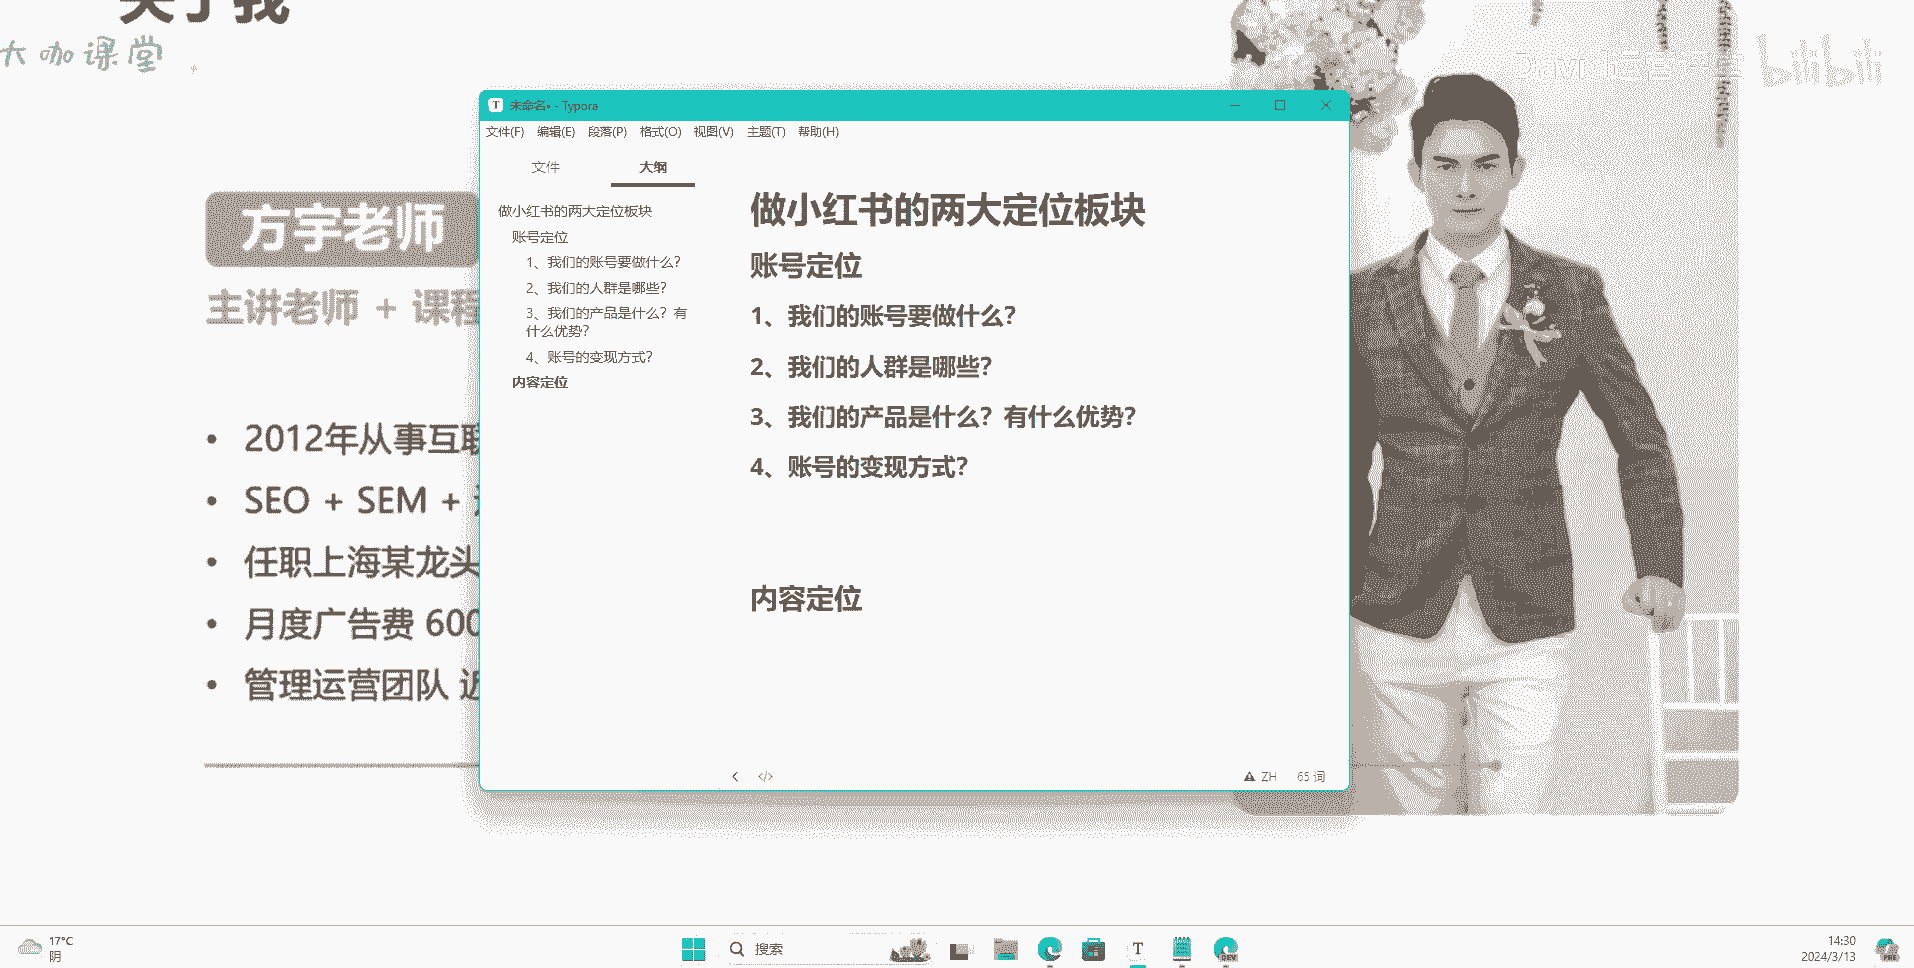 关于我
大咖课堂
bilibili
方宇老师
主讲老师 + 课程
2012年从事互联
SEO + SEM +
任职上海某龙头
月度广告费 600
管理运营团队 近
未命名• - Typora
文件(F) 编辑(E) 段落(P) 格式(O) 视图(V) 主题(T) 帮助(H)
文件 大纲
做小红书的两大定位板块
账号定位
1、我们的账号要做什么？
2、我们的人群是哪些？
3、我们的产品是什么？有
什么优势？
4、账号的变现方式？
内容定位
做小红书的两大定位板块
账号定位
1、我们的账号要做什么？
2、我们的人群是哪些？
3、我们的产品是什么？有什么优势？
4、账号的变现方式？
内容定位
ZH 65 词
17°C
阴
搜索
T
DEV
14:30
2024/3/13
PRE